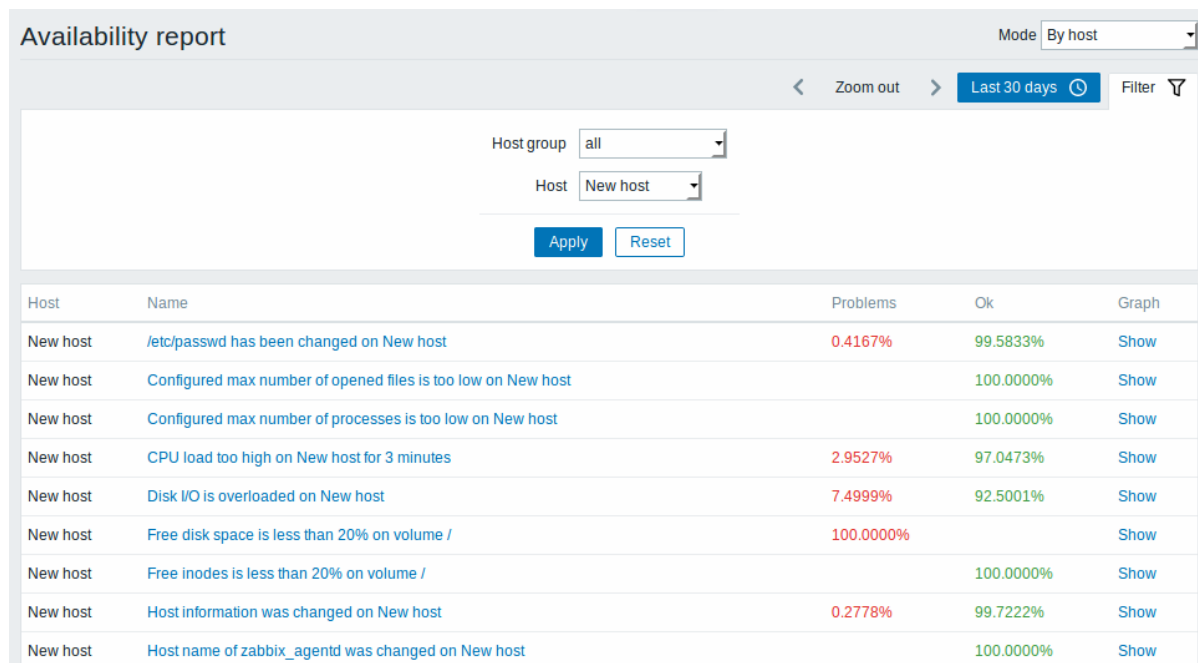 Availability report
Mode By host
Zoom out Last 30 days Filter
Host group all
Host New host
Apply Reset
Host Name Problems Ok Graph
New host /etc/passwd has been changed on New host 0.4167% 99.5833% Show
New host Configured max number of opened files is too low on New host 100.0000% Show
New host Configured max number of processes is too low on New host 100.0000% Show
New host CPU load too high on New host for 3 minutes 2.9527% 97.0473% Show
New host Disk I/O is overloaded on New host 7.4999% 92.5001% Show
New host Free disk space is less than 20% on volume / 100.0000% Show
New host Free inodes is less than 20% on volume / 100.0000% Show
New host Host information was changed on New host 0.2778% 99.7222% Show
New host Host name of zabbix_agentd was changed on New host 100.0000% Show